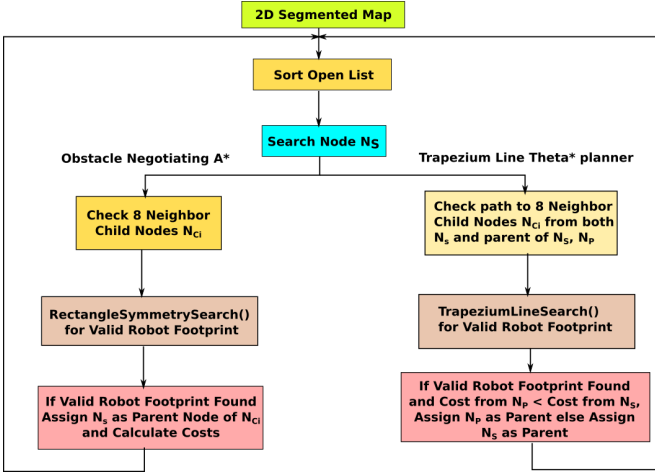 2D Segmented Map
Sort Open List
Search Node NS
Obstacle Negotiating A*
Trapezium Line Theta* planner
Check 8 Neighbor
Child Nodes NCi
Check path to 8 Neighbor
Child Nodes NCi from both
Ns and parent of NS, NP
RectangleSymmetrySearch()
for Valid Robot Footprint
TrapeziumLineSearch()
for Valid Robot Footprint
If Valid Robot Footprint Found
Assign Ns as Parent Node of NCi
and Calculate Costs
If Valid Robot Footprint Found
and Cost from NP < Cost from NS,
Assign NP as Parent else Assign
NS as Parent